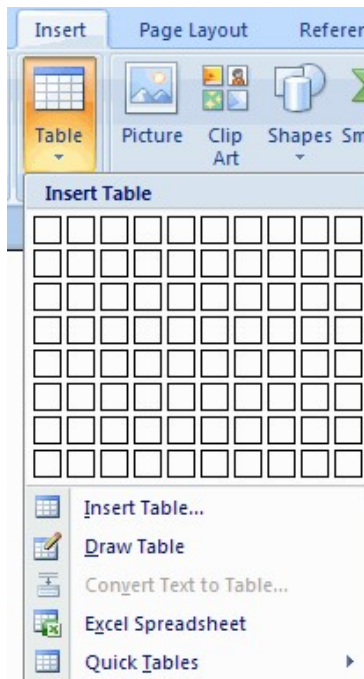 Insert Page Layout Referen
Table Picture Clip Art Shapes Sm
Insert Table
Insert Table...
Draw Table
Convert Text to Table...
Excel Spreadsheet
Quick Tables